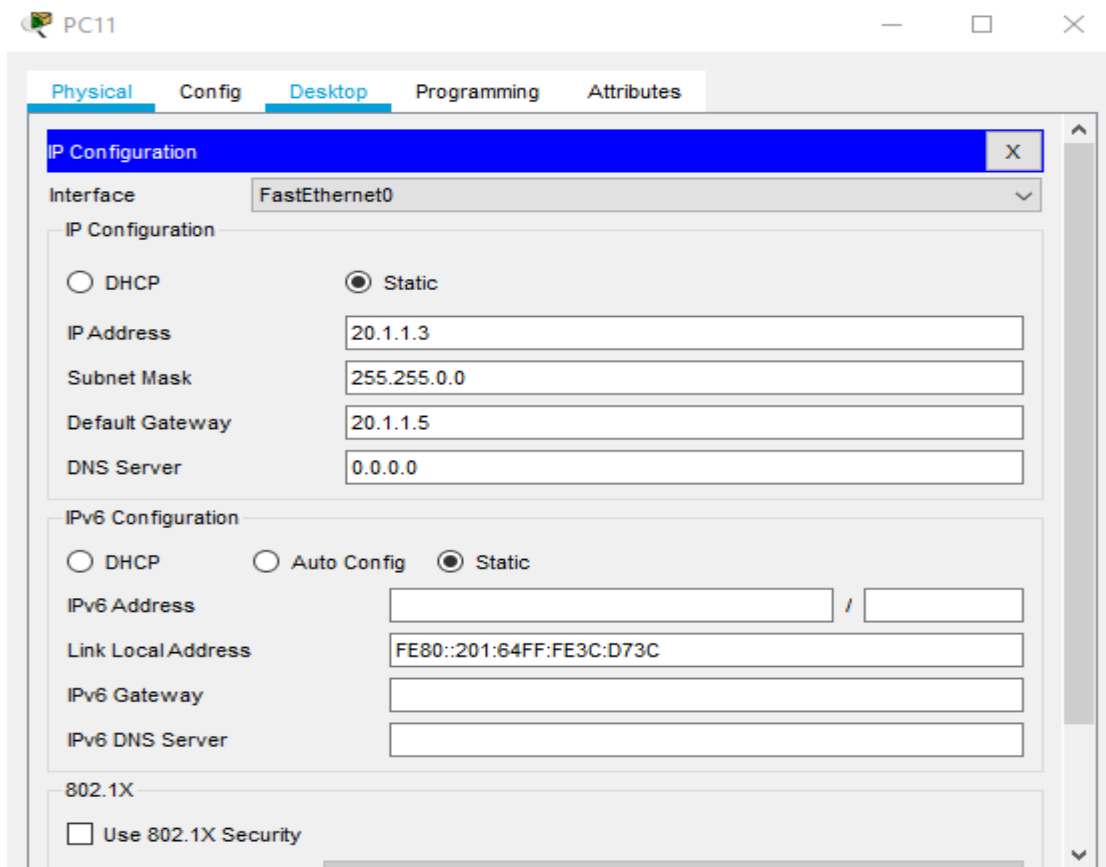 PC11
Physical Config Desktop Programming Attributes
IP Configuration X
Interface FastEthernet0
IP Configuration
DHCP Static
IP Address 20.1.1.3
Subnet Mask 255.255.0.0
Default Gateway 20.1.1.5
DNS Server 0.0.0.0
IPv6 Configuration
DHCP Auto Config Static
IPv6 Address /
Link Local Address FE80::201:64FF:FE3C:D73C
IPv6 Gateway
IPv6 DNS Server
802.1X
Use 802.1X Security